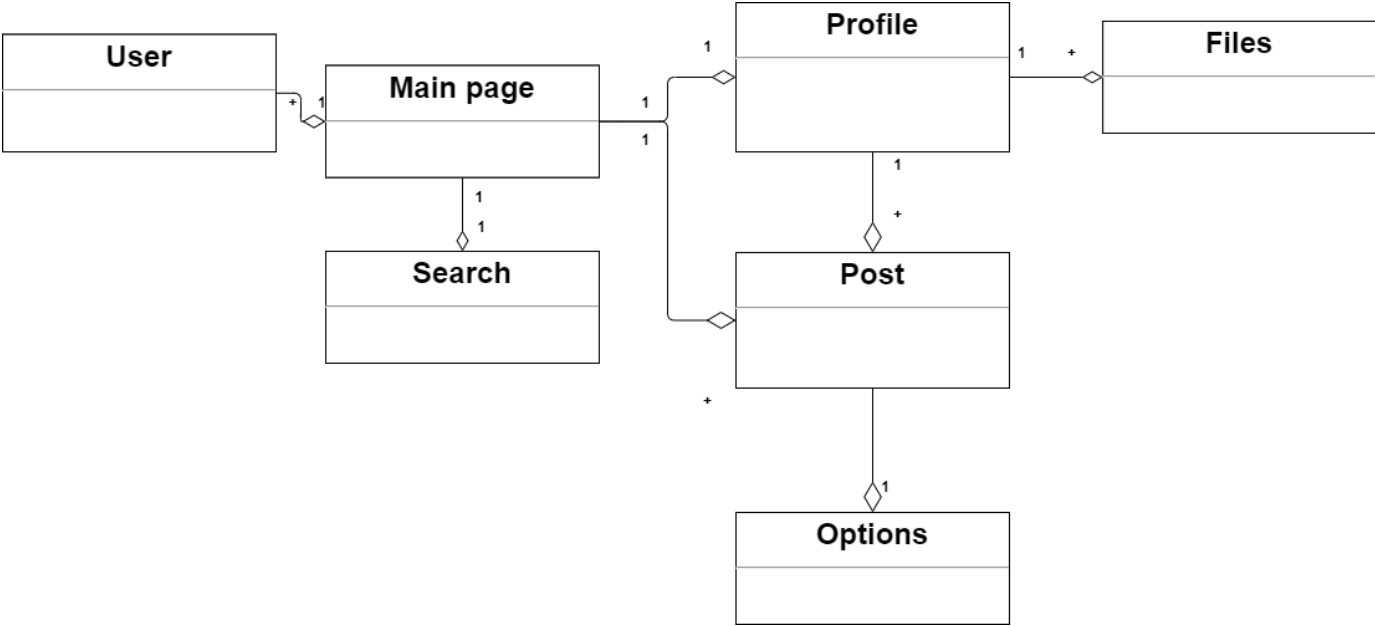 User
+ 1
Main page
1
1
Search
1
1
1
Profile
1 +
Files
1
+
Post
+
1
Options